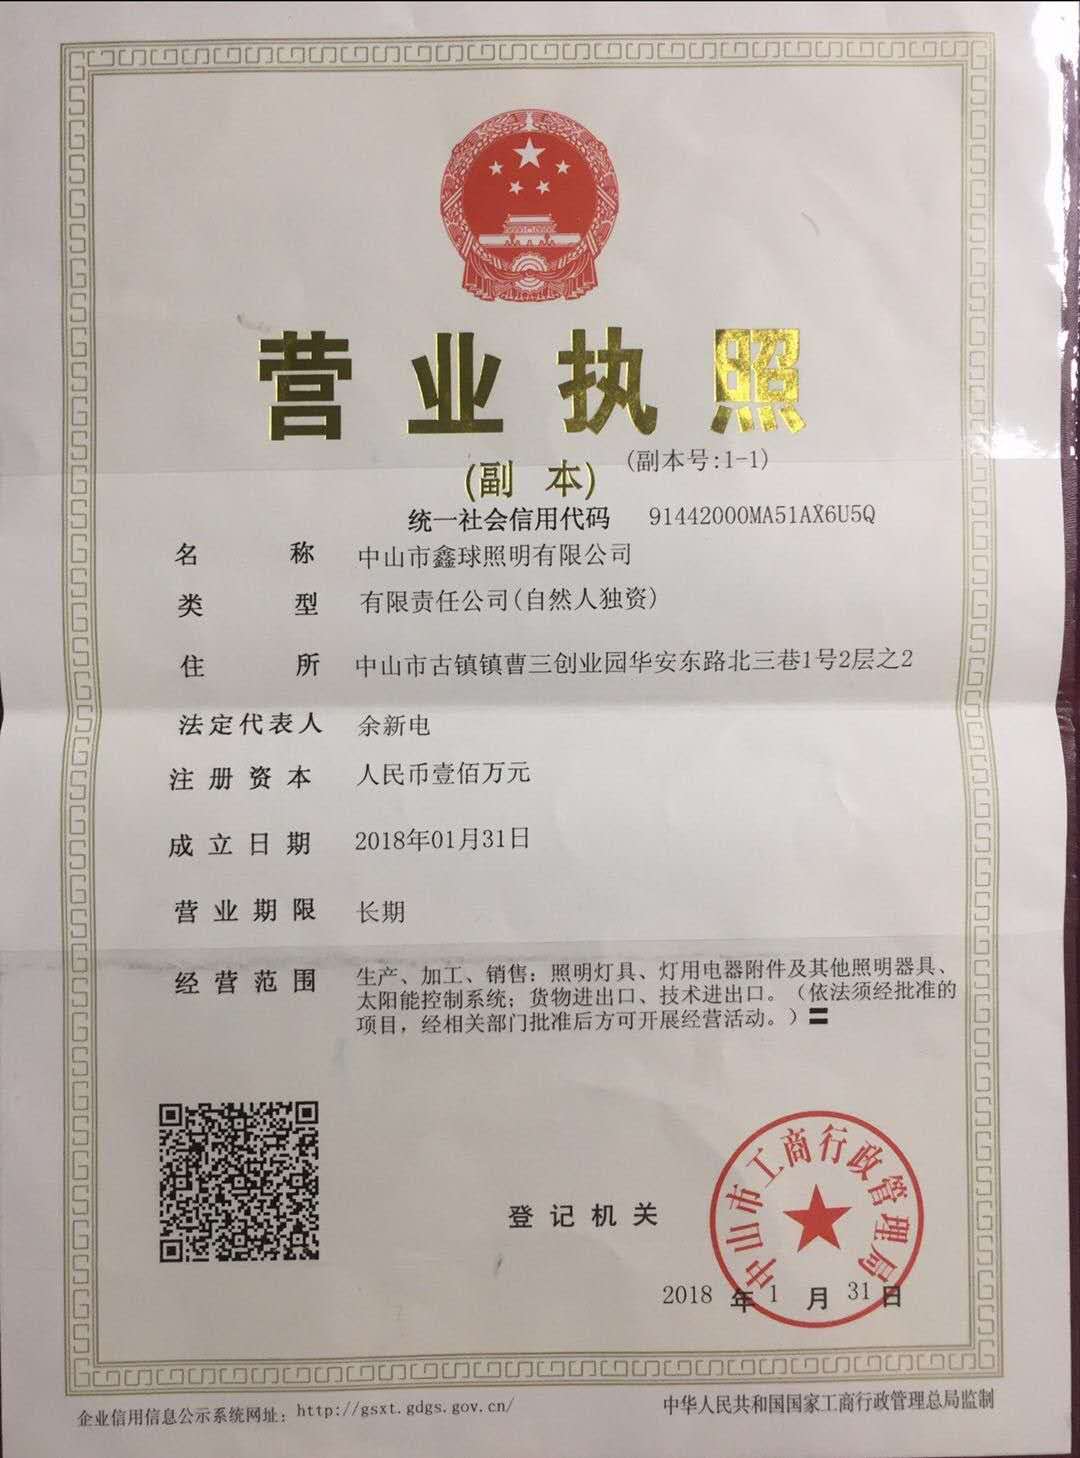 营业执照
(副 本) (副本号:1-1)
统一社会信用代码 91442000MA51AX6U5Q
名 称 中山市鑫球照明有限公司
类 型 有限责任公司(自然人独资)
住 所 中山市古镇镇曹三创业园华安东路北三巷1号2层之2
法定代表人 余新电
注册资本 人民币壹佰万元
成立日期 2018年01月31日
营业期限 长期
经营范围 生产、加工、销售：照明灯具、灯用电器附件及其他照明器具、
太阳能控制系统；货物进出口、技术进出口。（依法须经批准的
项目，经相关部门批准后方可开展经营活动。）〓
中山市工商行政管理局
登记机关
2018 年 1 月 31 日
企业信用信息公示系统网址：http://gsxt.gdgs.gov.cn/ 中华人民共和国国家工商行政管理总局监制